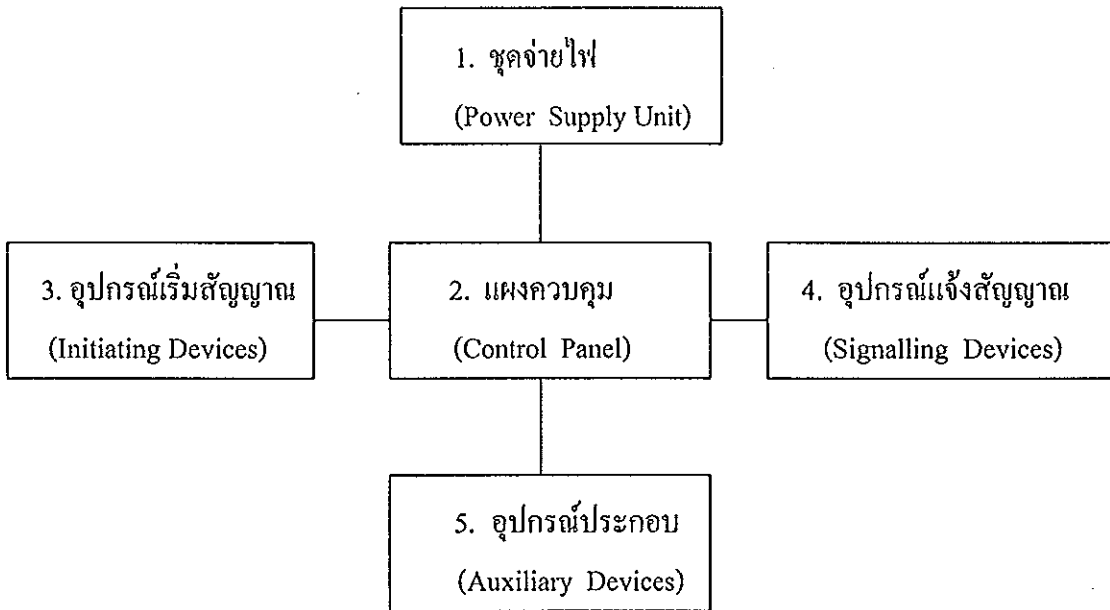 1. ชุดจ่ายไฟ
(Power Supply Unit)
3. อุปกรณ์เริ่มสัญญาณ
(Initiating Devices)
2. แผงควบคุม
(Control Panel)
4. อุปกรณ์แจ้งสัญญาณ
(Signalling Devices)
5. อุปกรณ์ประกอบ
(Auxiliary Devices)